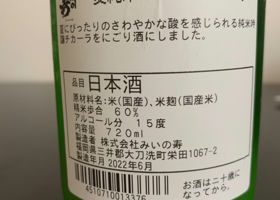 夏にぴったりのさわやかな酸を感じられる純米吟
醸チカーラをにごり酒にしました。
品目 日本酒
原材料名：米(国産)、米麹(国産米)
精米歩合 60%
アルコール分 15度
内容量 720ml
製造者 株式会社みいの寿
福岡県三井郡大刀洗町栄田1067-2
製造年月 2022年6月
4510710013376
お酒は二十歳に
なってから。